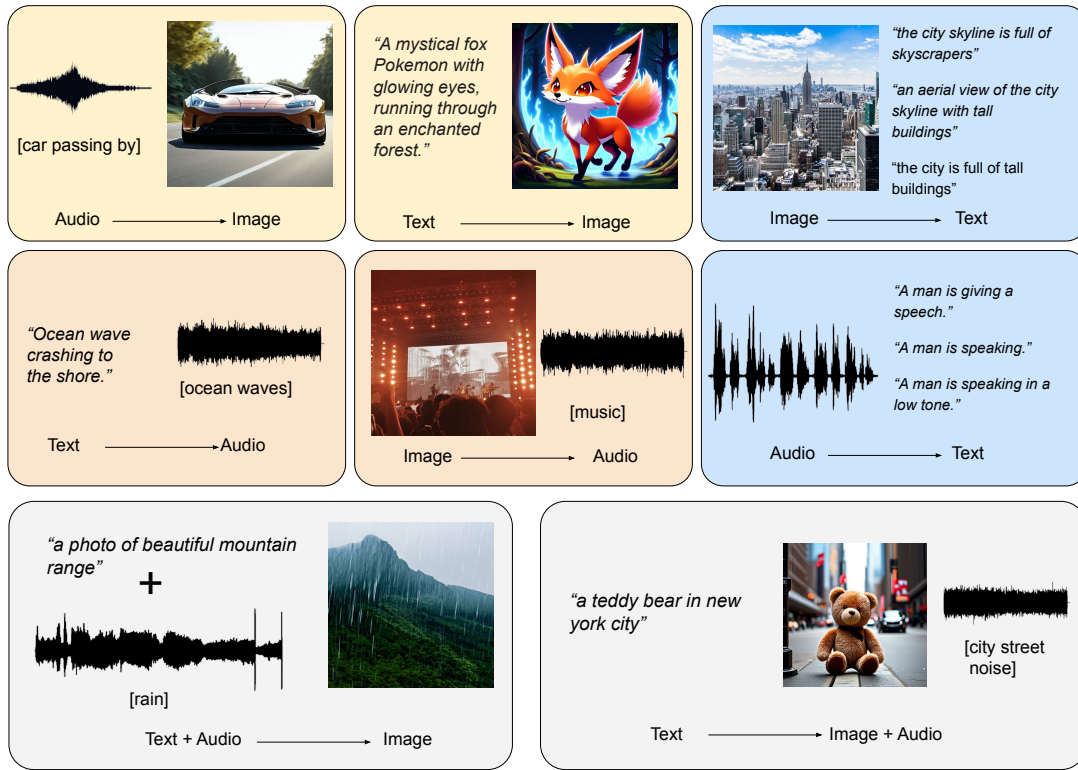 [car passing by]
Audio Image
“A mystical fox
Pokemon with
glowing eyes,
running through
an enchanted
forest.”
Text Image
“the city skyline is full of
skyscrapers”
“an aerial view of the city
skyline with tall
buildings”
“the city is full of tall
buildings”
Image Text
“Ocean wave
crashing to
the shore.”
[ocean waves]
Text Audio
[music]
Image Audio
“A man is giving a
speech.”
“A man is speaking.”
“A man is speaking in a
low tone.”
Audio Text
“a photo of beautiful mountain
range”
+
[rain]
Text + Audio Image
“a teddy bear in new
york city”
[city street
noise]
Text Image + Audio